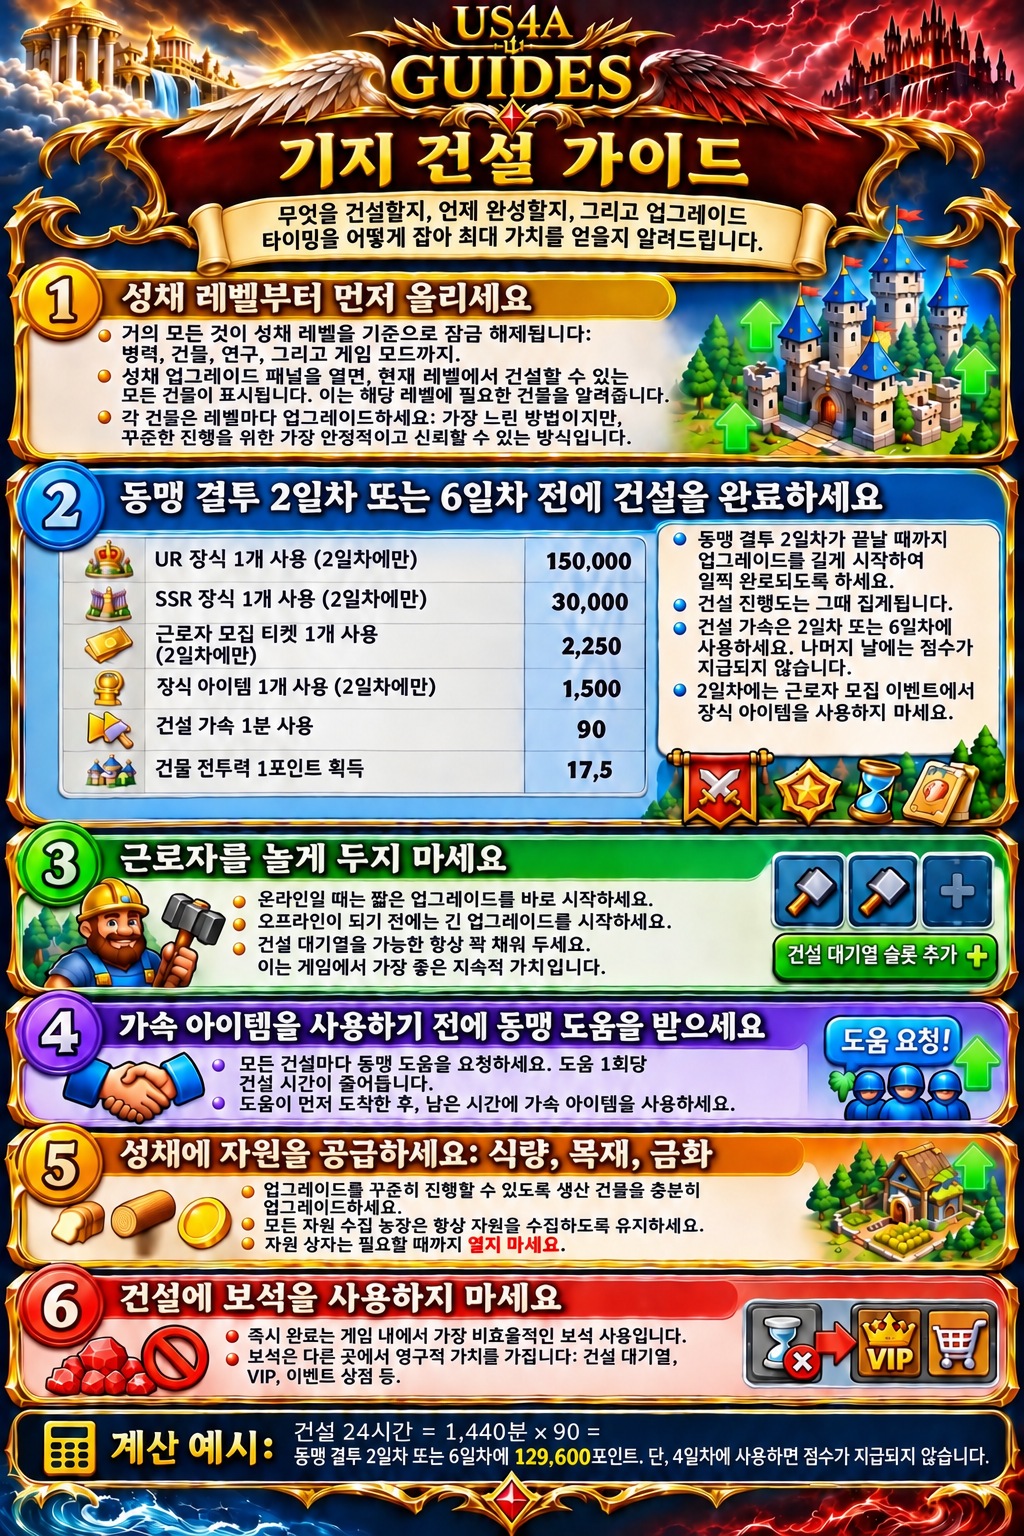 US4A
GUIDES
기지 건설 가이드
무엇을 건설할지, 언제 완성할지, 그리고 업그레이드
타이밍을 어떻게 잡아 최대 가치를 얻을지 알려드립니다.
1
성채 레벨부터 먼저 올리세요
거의 모든 것이 성채 레벨을 기준으로 잠금 해제됩니다:
병력, 건물, 연구, 그리고 게임 모드까지.
성채 업그레이드 패널을 열면, 현재 레벨에서 건설할 수 있는
모든 건물이 표시됩니다. 이는 해당 레벨에 필요한 건물을 알려줍니다.
각 건물은 레벨마다 업그레이드하세요: 가장 느린 방법이지만,
꾸준한 진행을 위한 가장 안정적이고 신뢰할 수 있는 방식입니다.
2
동맹 결투 2일차 또는 6일차 전에 건설을 완료하세요
UR 장식 1개 사용 (2일차에만)
150,000
SSR 장식 1개 사용 (2일차에만)
30,000
근로자 모집 티켓 1개 사용
(2일차에만)
2,250
장식 아이템 1개 사용 (2일차에만)
1,500
건설 가속 1분 사용
90
건물 전투력 1포인트 획득
17,5
동맹 결투 2일차가 끝날 때까지
업그레이드를 길게 시작하여
일찍 완료되도록 하세요.
건설 진행도는 그때 집계됩니다.
건설 가속은 2일차 또는 6일차에
사용하세요. 나머지 날에는 점수가
지급되지 않습니다.
2일차에는 근로자 모집 이벤트에서
장식 아이템을 사용하지 마세요.
3
근로자를 놀게 두지 마세요
온라인일 때는 짧은 업그레이드를 바로 시작하세요.
오프라인이 되기 전에는 긴 업그레이드를 시작하세요.
건설 대기열을 가능한 항상 꽉 채워 두세요.
이는 게임에서 가장 좋은 지속적 가치입니다.
건설 대기열 슬롯 추가 +
4
가속 아이템을 사용하기 전에 동맹 도움을 받으세요
모든 건설마다 동맹 도움을 요청하세요. 도움 1회당
건설 시간이 줄어듭니다.
도움이 먼저 도착한 후, 남은 시간에 가속 아이템을 사용하세요.
도움 요청!
5
성채에 자원을 공급하세요: 식량, 목재, 금화
업그레이드를 꾸준히 진행할 수 있도록 생산 건물을 충분히
업그레이드하세요.
모든 자원 수집 농장은 항상 자원을 수집하도록 유지하세요.
자원 상자는 필요할 때까지 열지 마세요.
6
건설에 보석을 사용하지 마세요
즉시 완료는 게임 내에서 가장 비효율적인 보석 사용입니다.
보석은 다른 곳에서 영구적 가치를 가집니다: 건설 대기열,
VIP, 이벤트 상점 등.
VIP
계산 예시:
건설 24시간 = 1,440분 x 90 =
동맹 결투 2일차 또는 6일차에 129,600포인트. 단, 4일차에 사용하면 점수가 지급되지 않습니다.